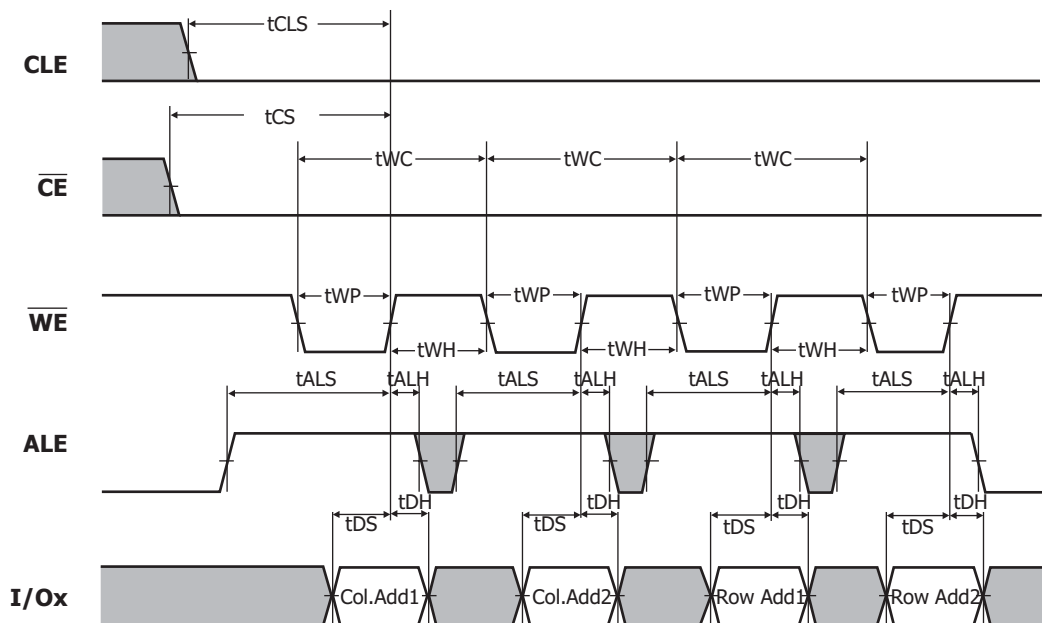 tCLS
CLE
tCS
tWC tWC tWC
CE
tWP tWP tWP tWP
WE
tWH tWH tWH
tALS tALH tALS tALH tALS tALH tALS tALH
ALE
tDH tDH tDH tDH
tDS tDS tDS tDS
I/Ox Col.Add1 Col.Add2 Row Add1 Row Add2